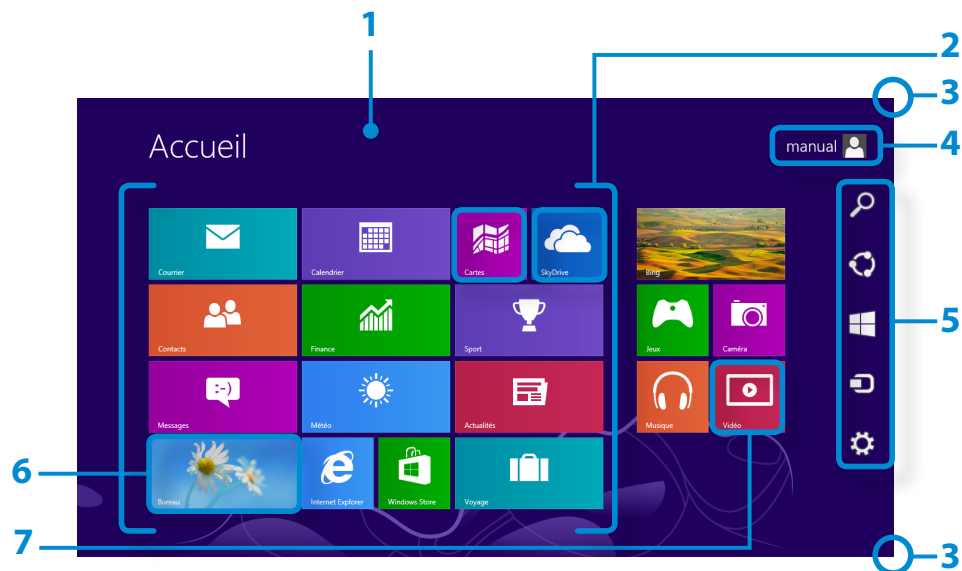 1
2
3
Accueil
manual
4
Courrier
Calendrier
Cartes
SkyDrive
Bing
Contacts
Finance
Sport
Jeux
Caméra
5
Messages
:-)
Météo
Actualités
Musique
Vidéo
6
Bureau
Internet Explorer
Windows Store
Voyage
7
3